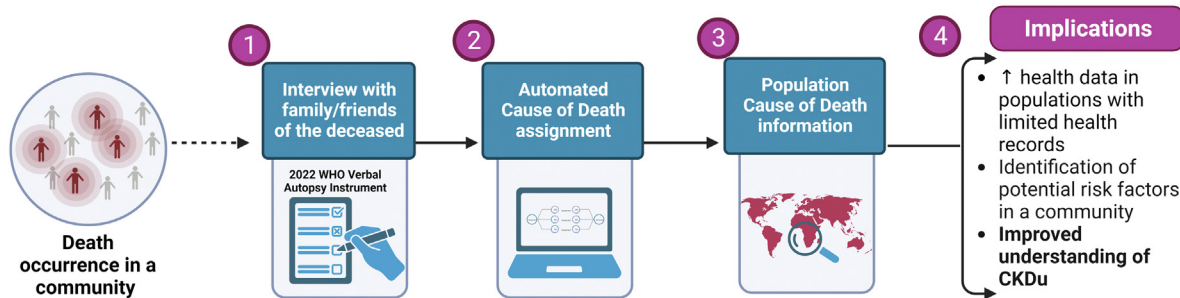 Death
occurrence in a
community
1
Interview with
family/friends
of the deceased
2022 WHO Verbal
Autopsy Instrument
2
Automated
Cause of Death
assignment
3
Population
Cause of Death
information
4
Implications
• ↑ health data in
populations with
limited health
records
• Identification of
potential risk factors
in a community
• Improved
understanding of
CKDu